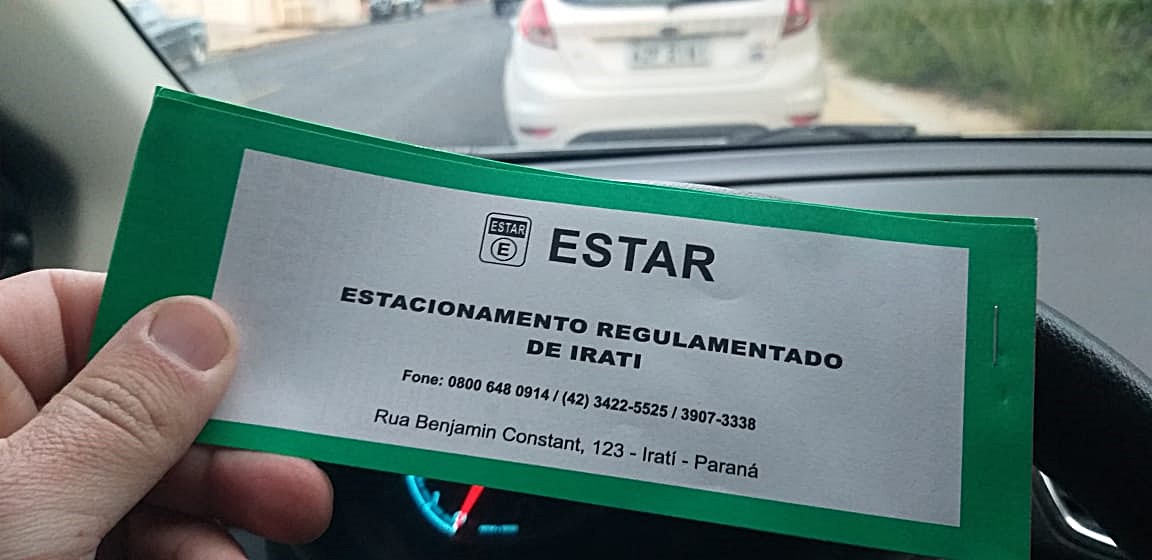 ESTAR
E
ESTAR
ESTACIONAMENTO REGULAMENTADO
DE IRATI
Fone: 0800 648 0914 / (42) 3422-5525 / 3907-3338
Rua Benjamin Constant, 123 - Irati - Paraná